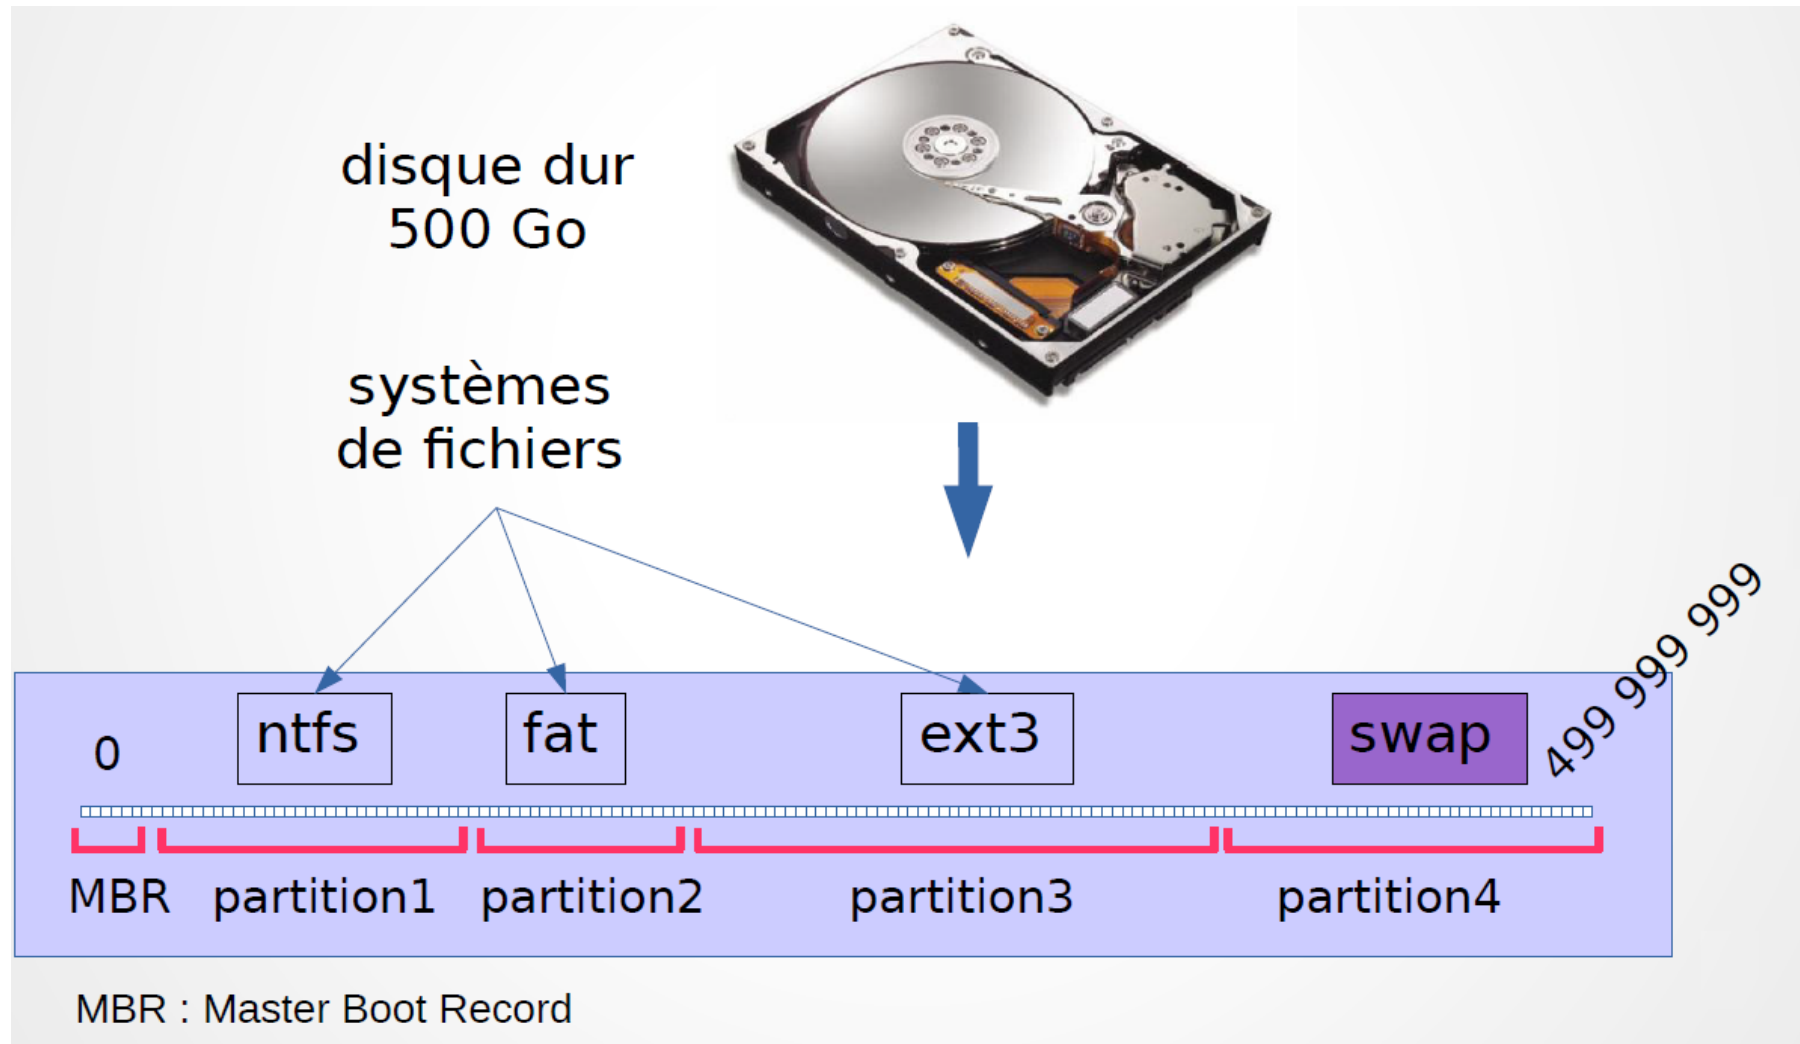 disque dur
500 Go
systèmes
de fichiers
0
ntfs
fat
ext3
swap
499 999 999
MBR
partition1
partition2
partition3
partition4
MBR : Master Boot Record